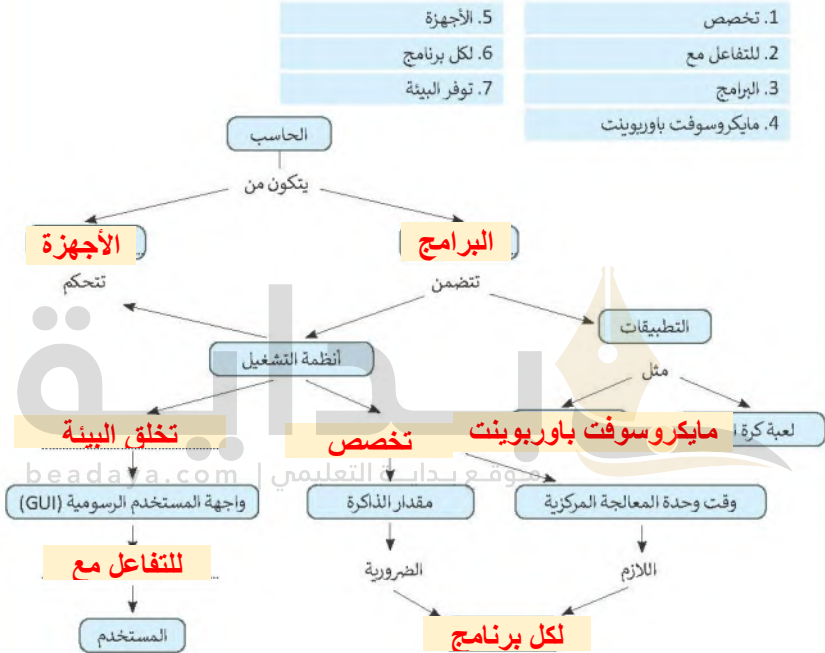 1. تخصص
2. للتفاعل مع
3. البرامج
4. مايكروسوفت باوربوينت
5. الأجهزة
6. لكل برنامج
7. توفر البيئة
الحاسب
يتكون من
البرامج
الأجهزة
تتضمن
تتحكم
التطبيقات
أنظمة التشغيل
مثل
لعبة كرة
مايكروسوفت باوربوينت
تخصص
تخلق البيئة
بداية
موقع بداية التعليمي | beadaya.com
وقت وحدة المعالجة المركزية
مقدار الذاكرة
واجهة المستخدم الرسومية (GUI)
اللازم
الضرورية
للتفاعل مع
لكل برنامج
المستخدم